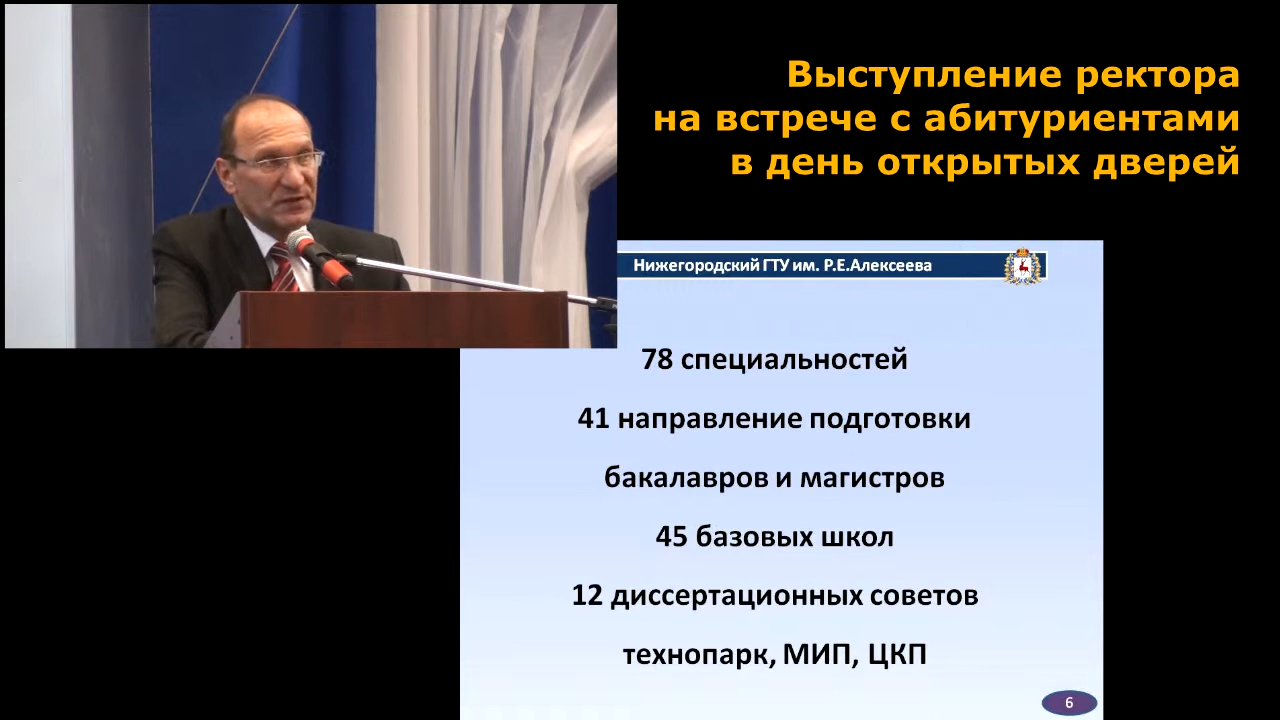 Выступление ректора
на встрече с абитуриентами
в день открытых дверей
Нижегородский ГТУ им. Р.Е.Алексеева
78 специальностей
41 направление подготовки
бакалавров и магистров
45 базовых школ
12 диссертационных советов
технопарк, МИП, ЦКП
6